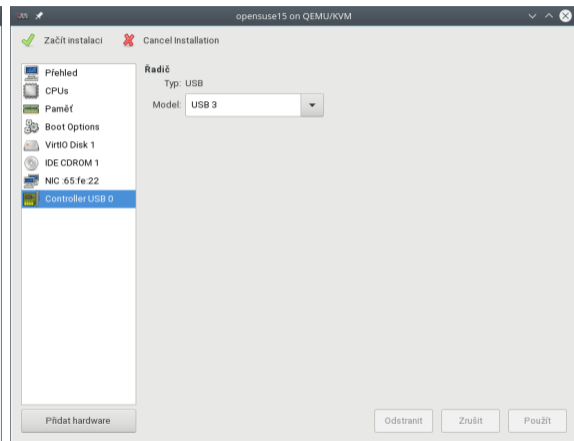 opensuse15 on QEMU/KVM
Začít instalaci Cancel Installation
Přehled
CPUs
Paměť
Boot Options
VirtIO Disk 1
IDE CDROM 1
NIC :65:fe:22
Controller USB 0
Řadič
Typ: USB
Model: USB 3
Přidat hardware
Odstranit Zrušit Použít